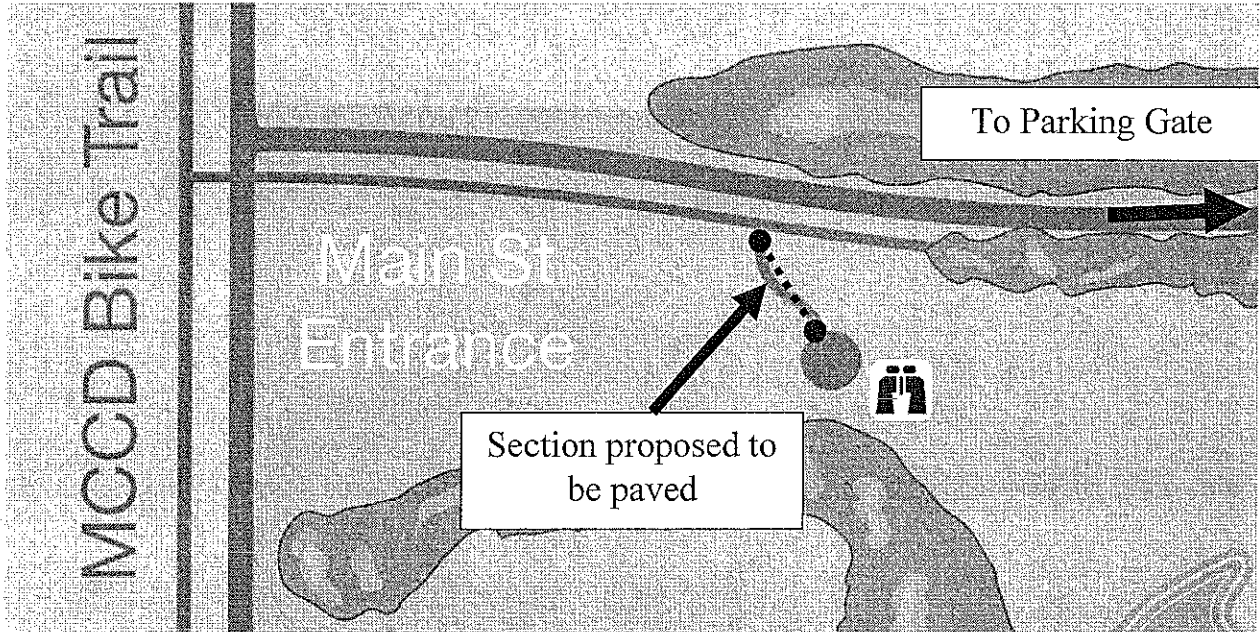 MCCD Bike Trail
To Parking Gate
Main St
Entrance
Section proposed to
be paved